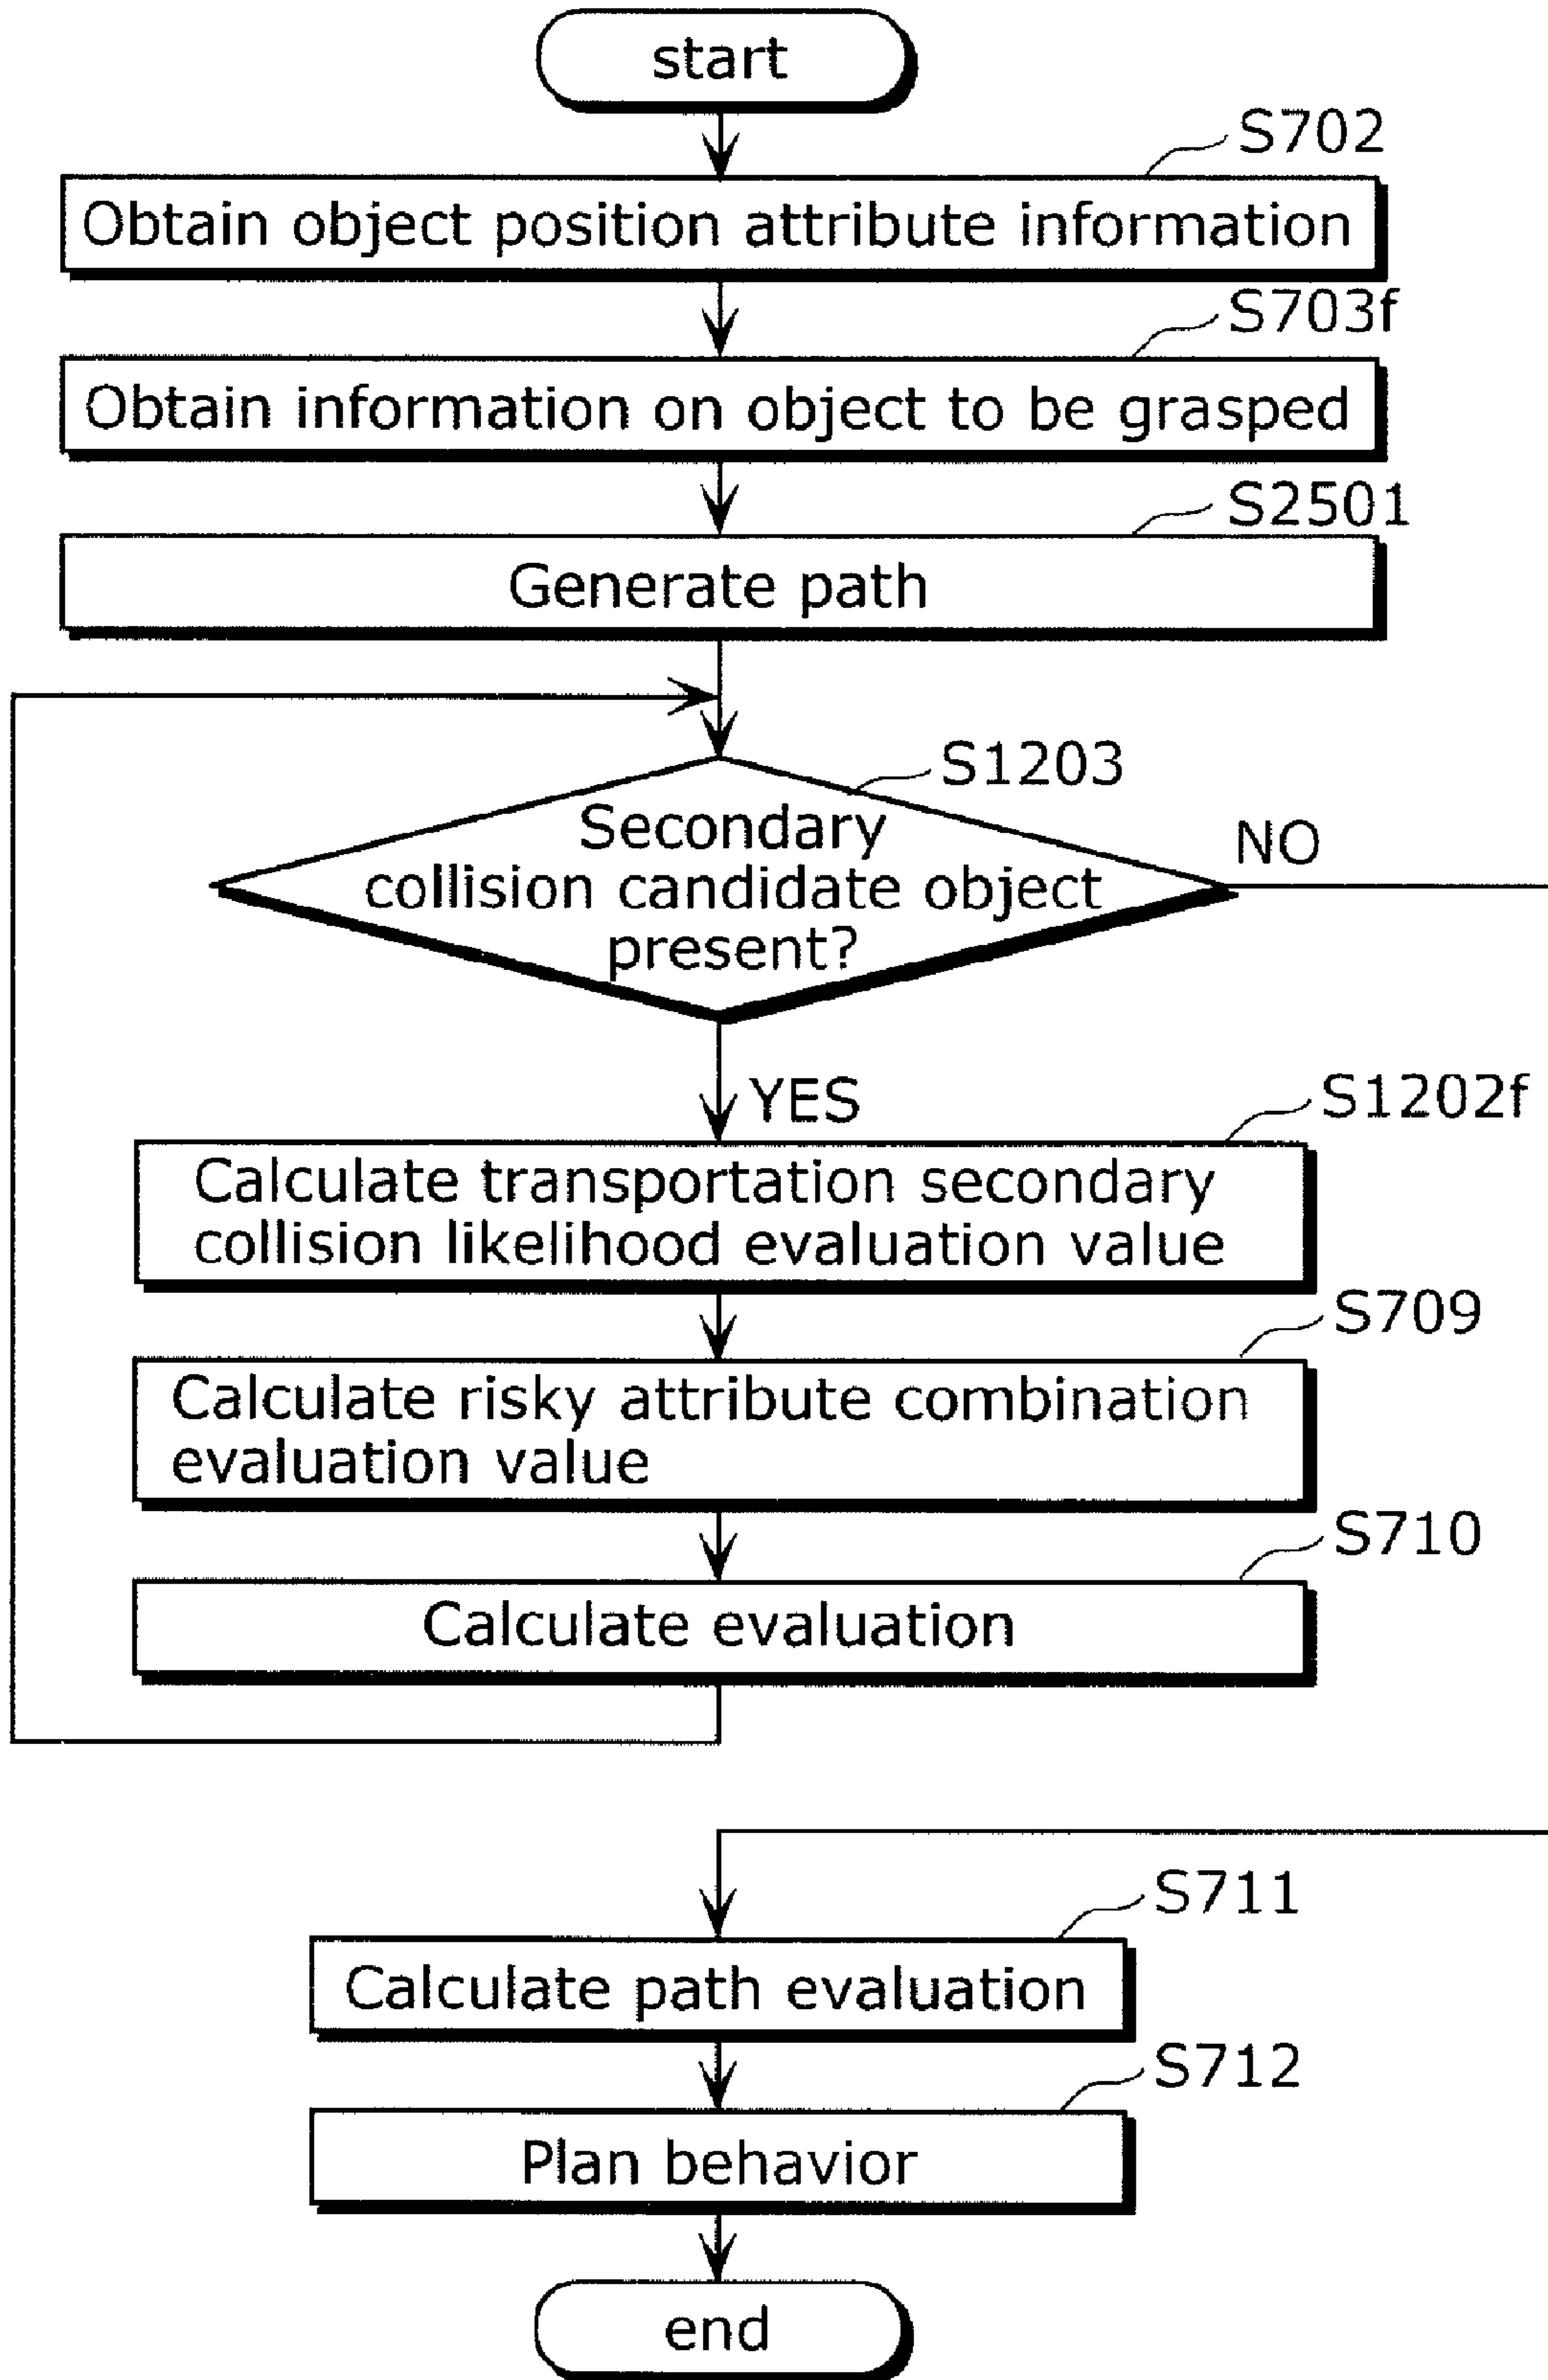 start
S702
Obtain object position attribute information
S703f
Obtain information on object to be grasped
S2501
Generate path
S1203
Secondary
collision candidate object
present?
NO
YES
S1202f
Calculate transportation secondary
collision likelihood evaluation value
S709
Calculate risky attribute combination
evaluation value
S710
Calculate evaluation
S711
Calculate path evaluation
S712
Plan behavior
end